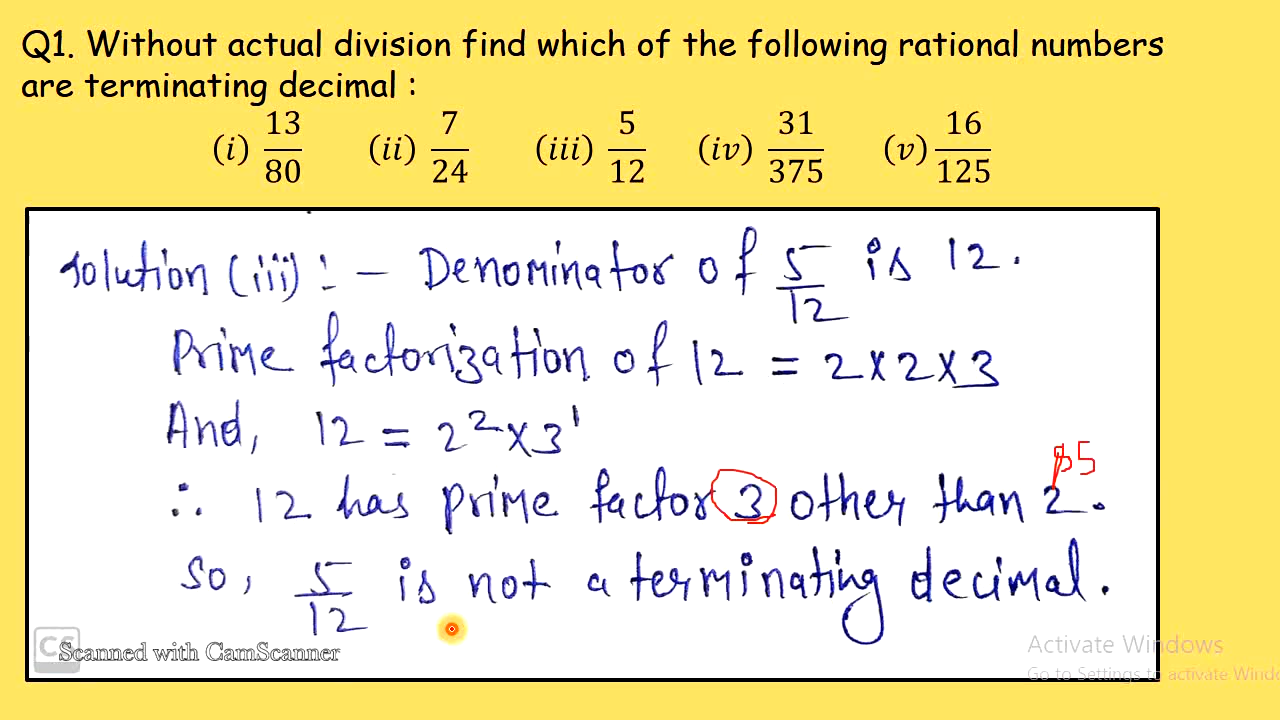 Q1. Without actual division find which of the following rational numbers
are terminating decimal :
(i) 13/80 (ii) 7/24 (iii) 5/12 (iv) 31/375 (v) 16/125
Solution (iii) : - Denominator of 5/12 is 12.
Prime factorization of 12 = 2×2×3
And, 12 = 2²×3¹
5
∴ 12 has prime factor 3 other than 2.
So, 5/12 is not a terminating decimal.
CS
Scanned with CamScanner
Activate Windows
Go to Settings to activate Wind